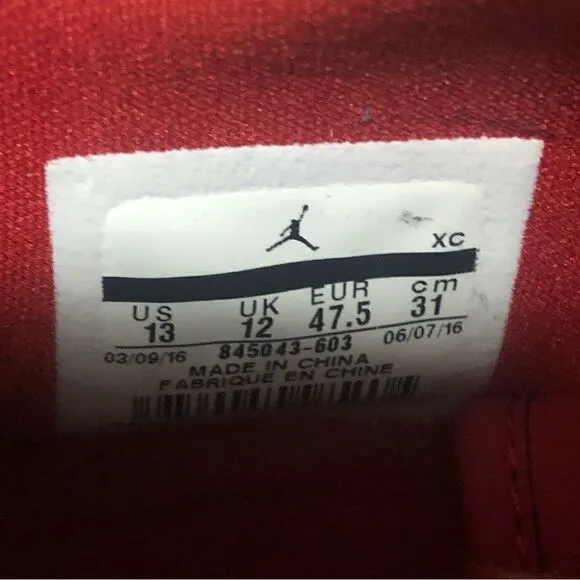 XC
US UK EUR cm
13 12 47.5 31
03/09/16 845043-603 06/07/16
MADE IN CHINA
FABRIQUE EN CHINE